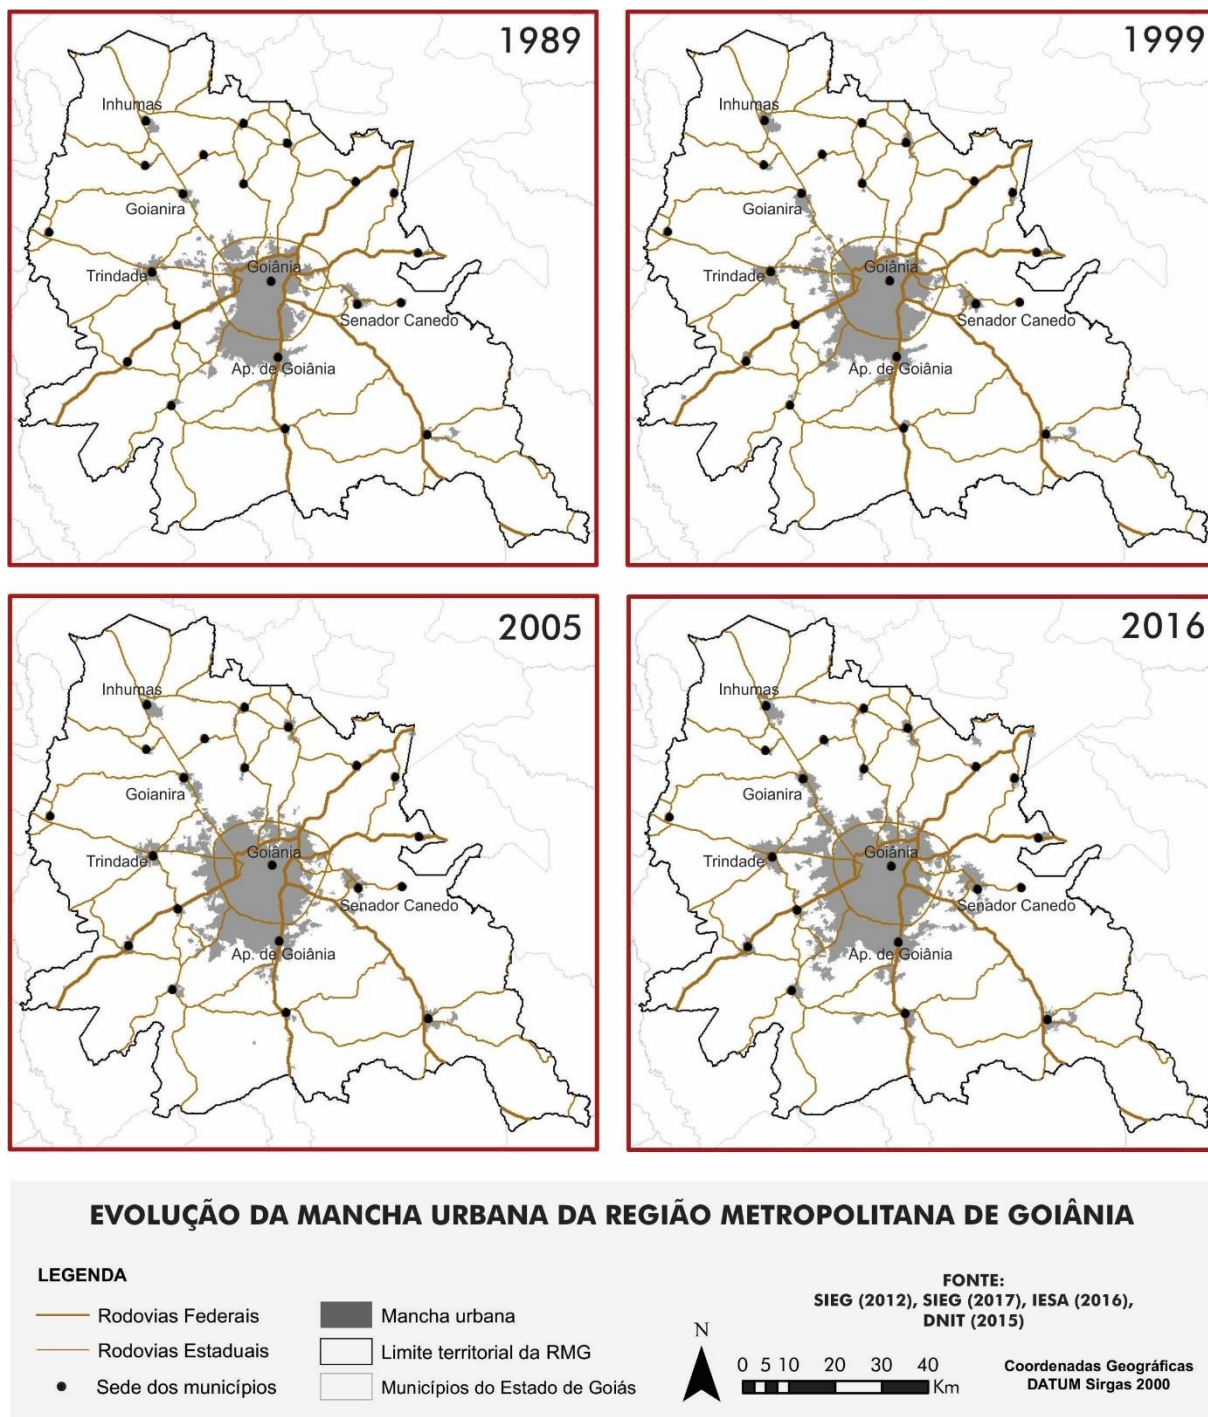 1989
Inhumas
Goianira
Goiânia
Trindade
Senador Canedo
Ap. de Goiânia
1999
Inhumas
Goianira
Goiânia
Trindade
Senador Canedo
Ap. de Goiânia
2005
Inhumas
Goianira
Goiânia
Trindade
Senador Canedo
Ap. de Goiânia
2016
Inhumas
Goianira
Goiânia
Trindade
Senador Canedo
Ap. de Goiânia
EVOLUÇÃO DA MANCHA URBANA DA REGIÃO METROPOLITANA DE GOIÂNIA
LEGENDA
Rodovias Federais
Rodovias Estaduais
Sede dos municípios
Mancha urbana
Limite territorial da RMG
Municípios do Estado de Goiás
N
0 5 10 20 30 40
Km
FONTE:
SIEG (2012), SIEG (2017), IESA (2016),
DNIT (2015)
Coordenadas Geográficas
DATUM Sirgas 2000